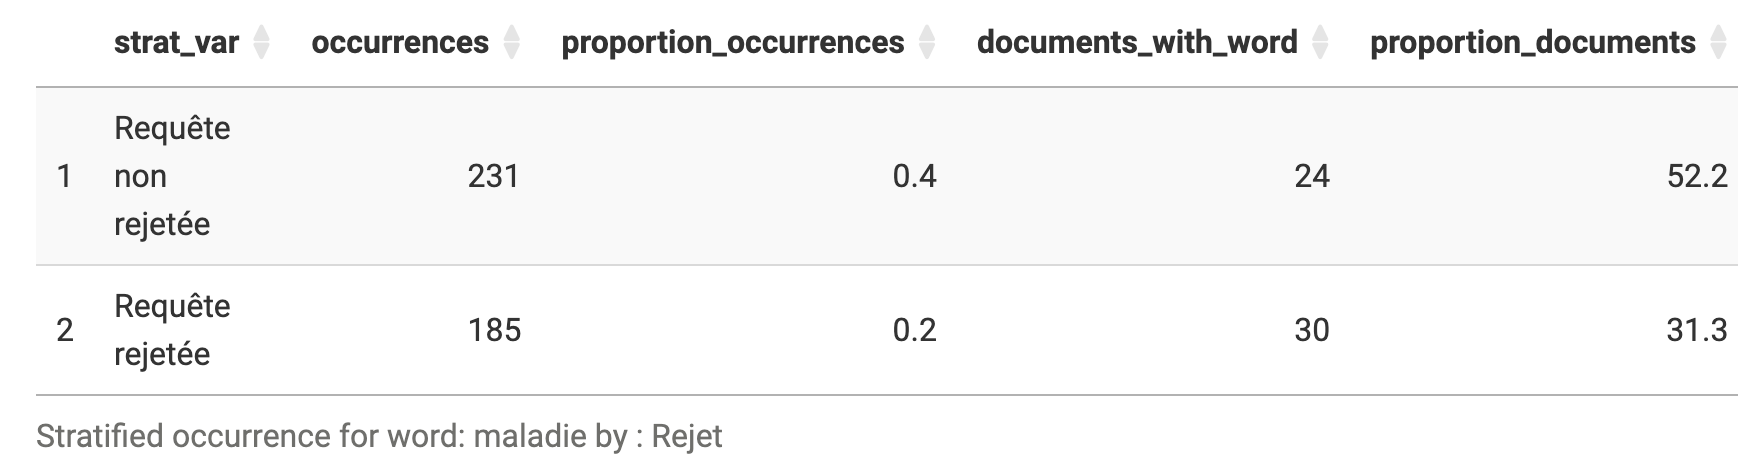 strat_var occurrences proportion_occurrences documents_with_word proportion_documents
Requête
1 non 231 0.4 24 52.2
rejetée
Requête
2 185 0.2 30 31.3
rejetée
Stratified occurrence for word: maladie by : Rejet